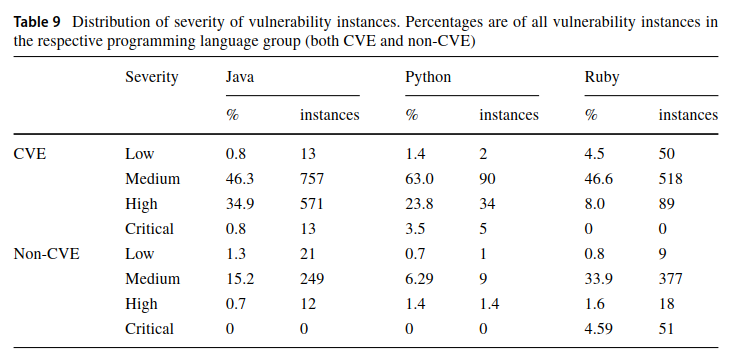 Table 9 Distribution of severity of vulnerability instances. Percentages are of all vulnerability instances in
the respective programming language group (both CVE and non-CVE)
Severity Java Python Ruby
% instances % instances % instances
CVE Low 0.8 13 1.4 2 4.5 50
Medium 46.3 757 63.0 90 46.6 518
High 34.9 571 23.8 34 8.0 89
Critical 0.8 13 3.5 5 0 0
Non-CVE Low 1.3 21 0.7 1 0.8 9
Medium 15.2 249 6.29 9 33.9 377
High 0.7 12 1.4 1.4 1.6 18
Critical 0 0 0 0 4.59 51